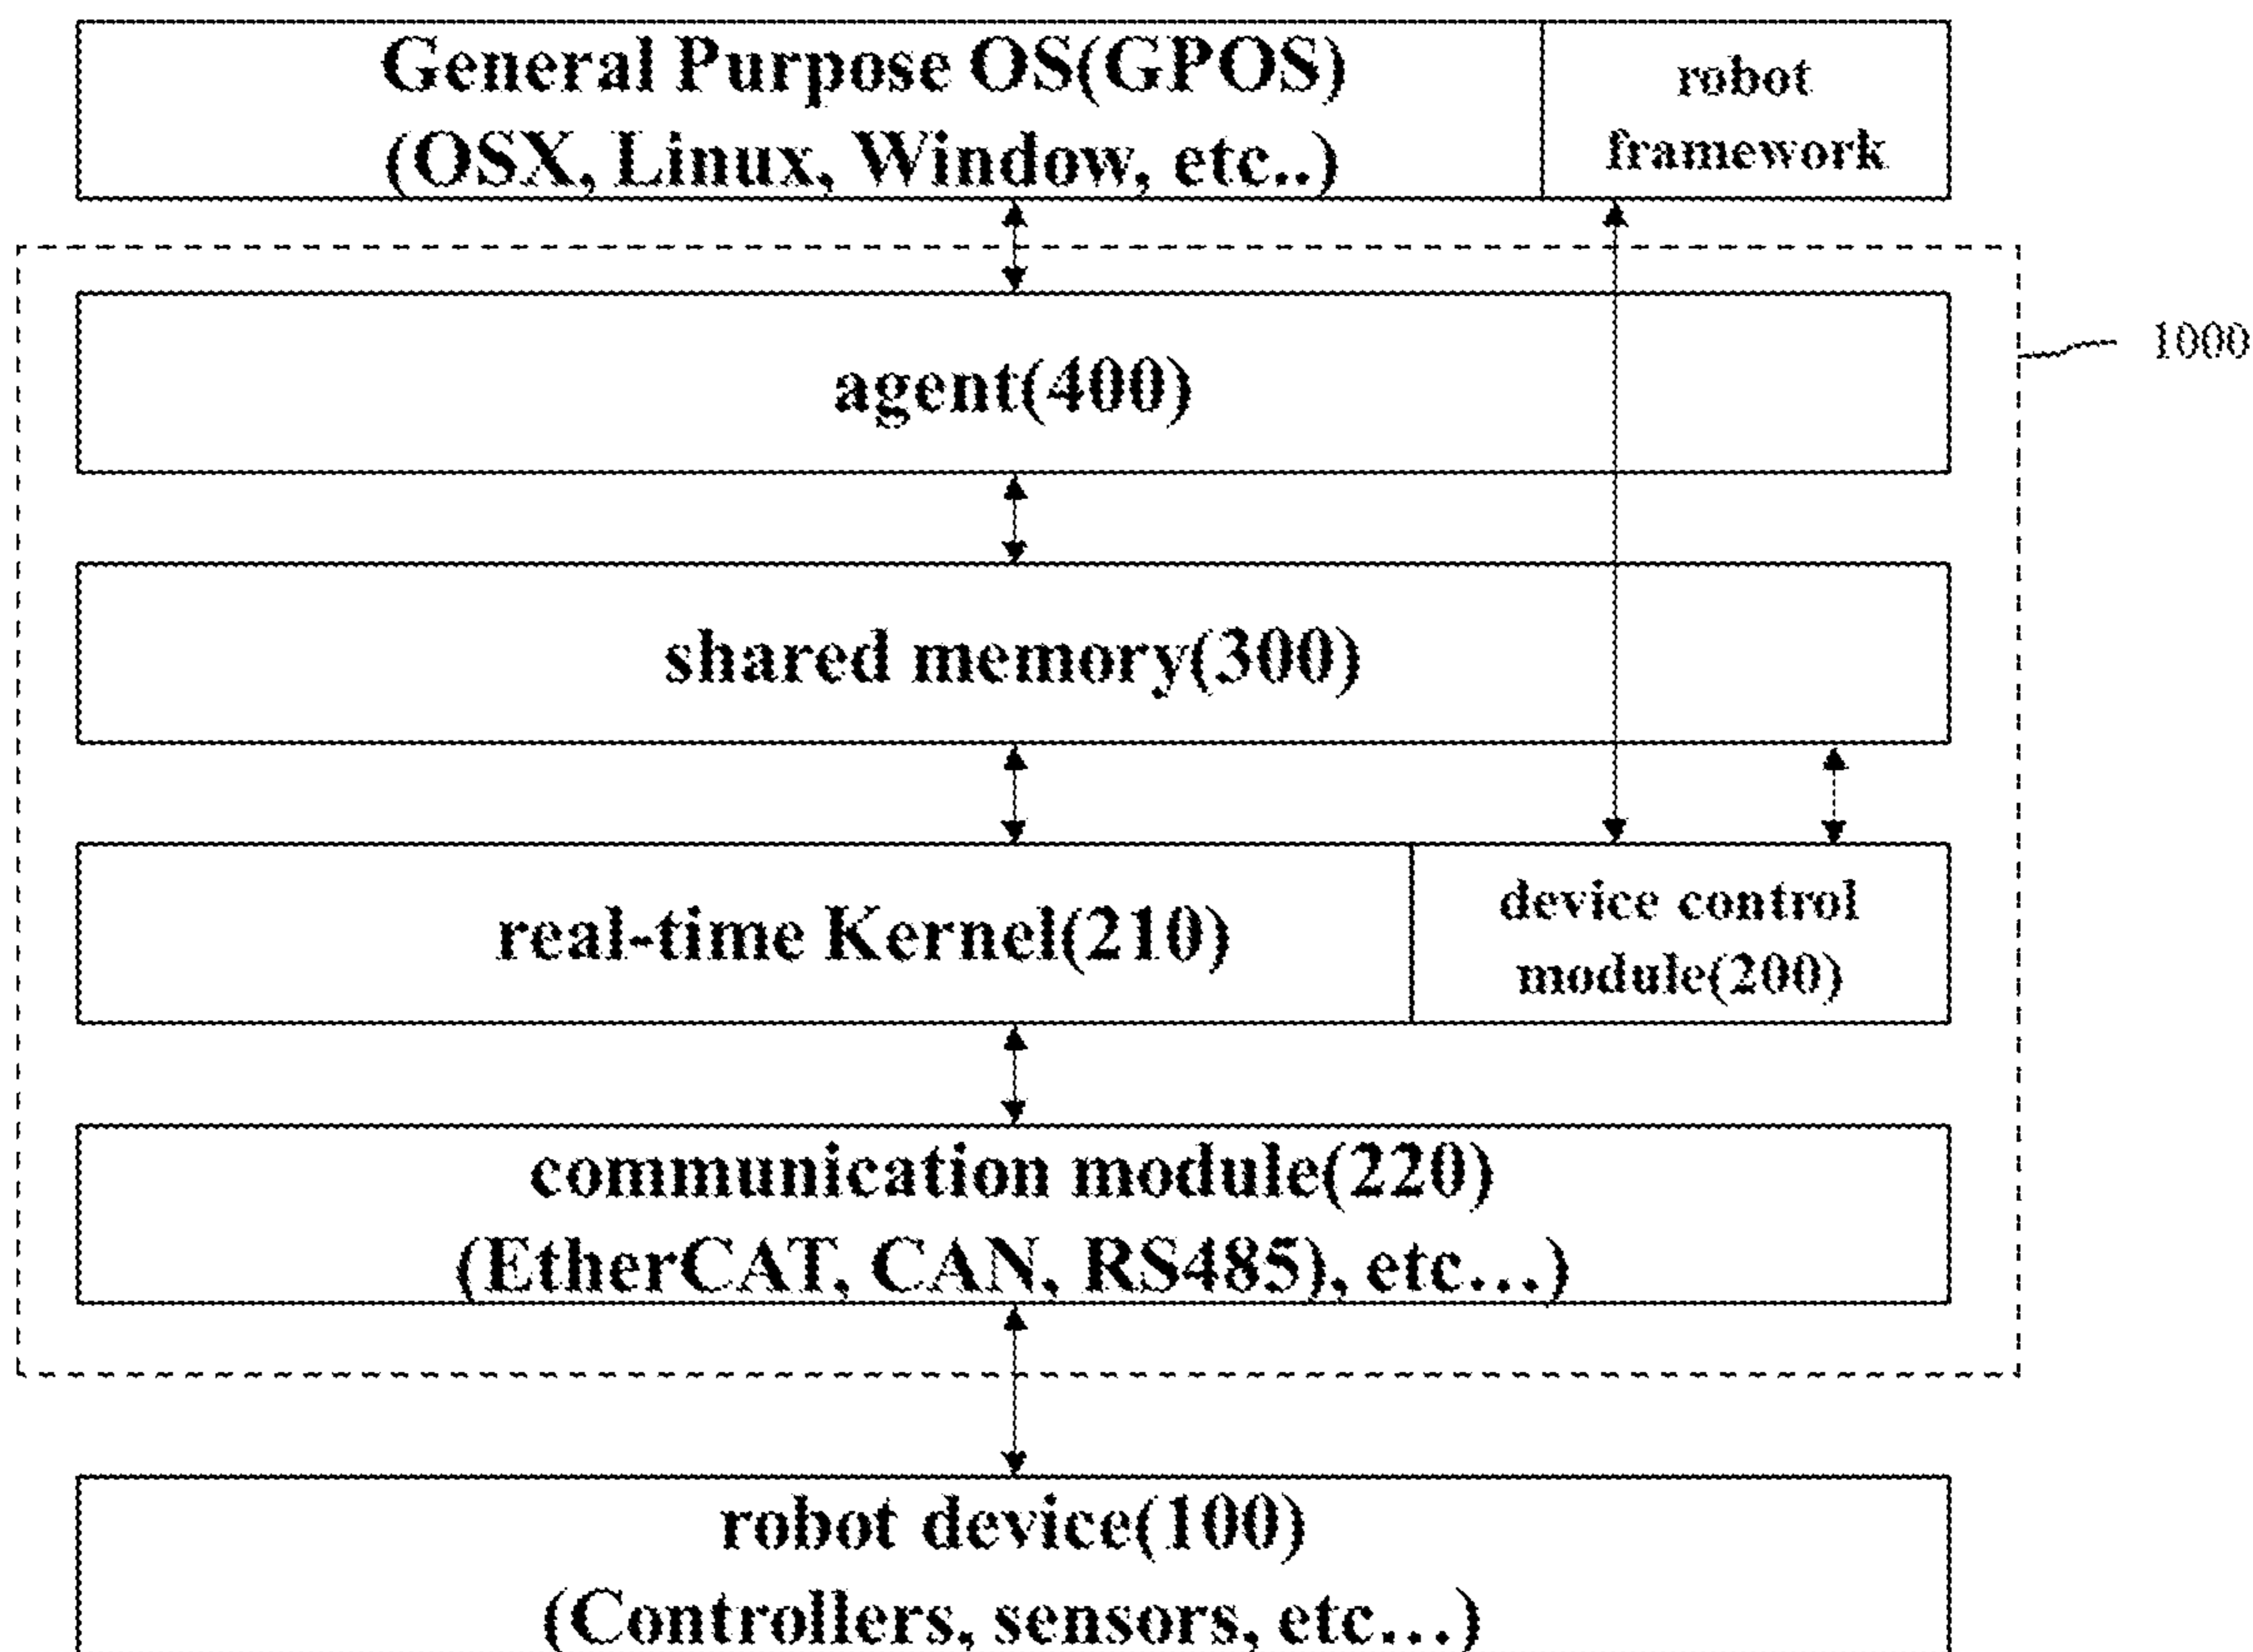 General Purpose OS(GPOS)
(OSX, Linux, Window, etc..)
robot
framework
1000
agent(400)
shared memory(300)
real-time Kernel(210)
device control
module(200)
communication module(220)
(EtherCAT, CAN, RS485), etc...)
robot device(100)
(Controllers, sensors, etc...)